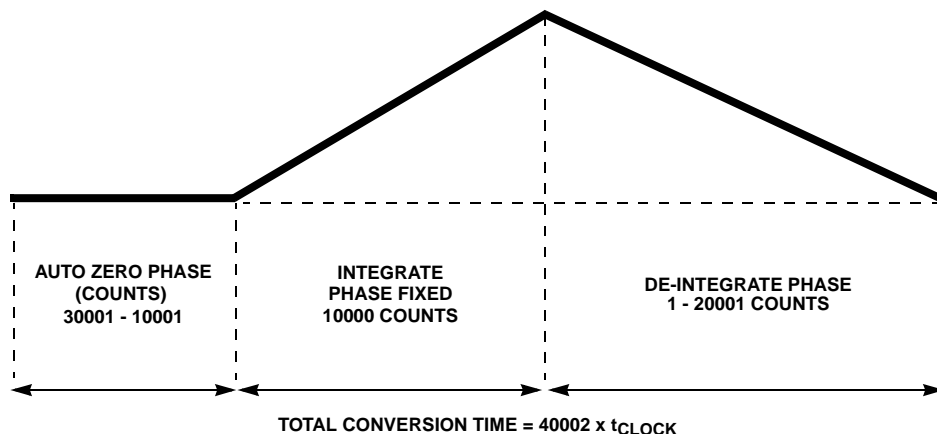 AUTO ZERO PHASE
(COUNTS)
30001 - 10001
INTEGRATE
PHASE FIXED
10000 COUNTS
DE-INTEGRATE PHASE
1 - 20001 COUNTS
TOTAL CONVERSION TIME = 40002 x tCLOCK